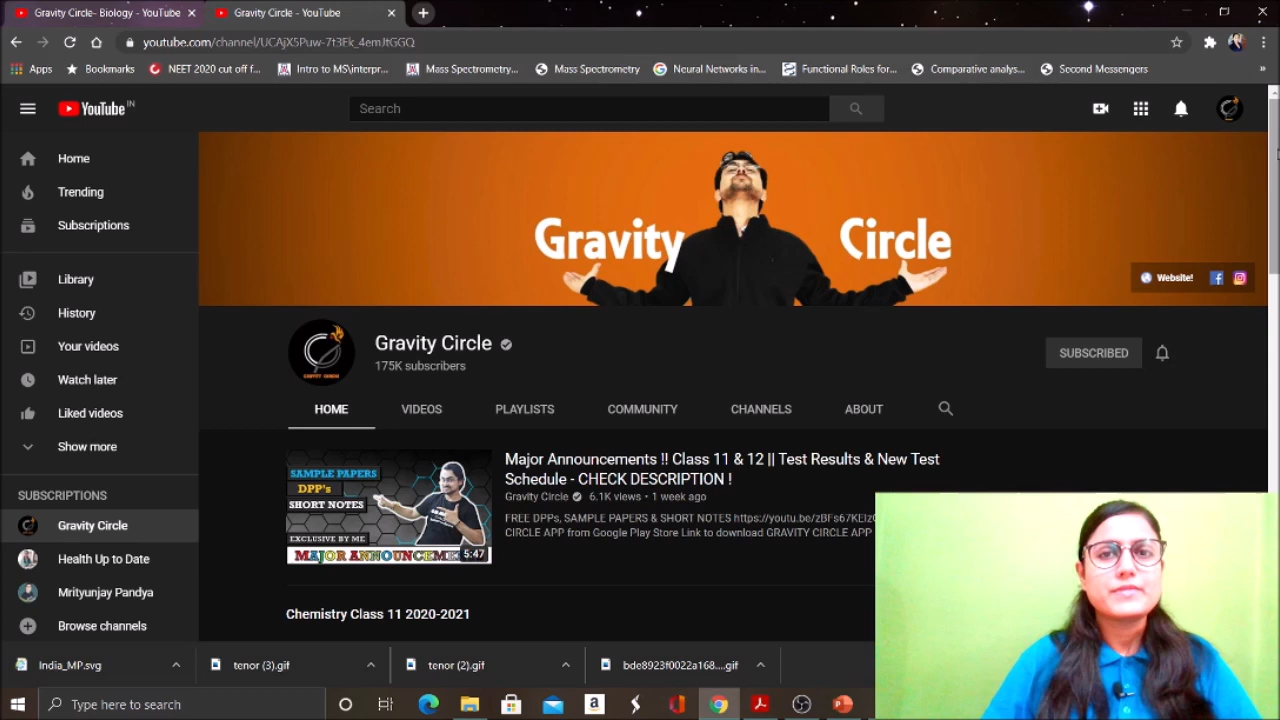 Gravity Circle- Biology - YouTube
Gravity Circle - YouTube
youtube.com/channel/UCAjX5Puw-7t3Fk_4emJtGGQ
Apps
Bookmarks
NEET 2020 cut off f...
Intro to MS\interpr...
Mass Spectrometry...
Mass Spectrometry
Neural Networks in...
Functional Roles for...
Comparative analys...
Second Messengers
YouTube IN
Search
Home
Trending
Subscriptions
Library
History
Your videos
Watch later
Liked videos
Show more
SUBSCRIPTIONS
Gravity Circle
Health Up to Date
Mrityunjay Pandya
Browse channels
Gravity Circle
Website!
Gravity Circle
175K subscribers
SUBSCRIBED
HOME
VIDEOS
PLAYLISTS
COMMUNITY
CHANNELS
ABOUT
SAMPLE PAPERS
DPP's
SHORT NOTES
EXCLUSIVE BY ME
MAJOR ANNOUNCEME
5:47
Major Announcements !! Class 11 & 12 || Test Results & New Test
Schedule - CHECK DESCRIPTION !
Gravity Circle
6.1K views • 1 week ago
FREE DPPs, SAMPLE PAPERS & SHORT NOTES
CIRCLE APP from Google Play Store Link to download GRAVITY CIRCLE APP
Chemistry Class 11 2020-2021
India_MP.svg
tenor (3).gif
tenor (2).gif
bde8923f0022a168....gif
Type here to search